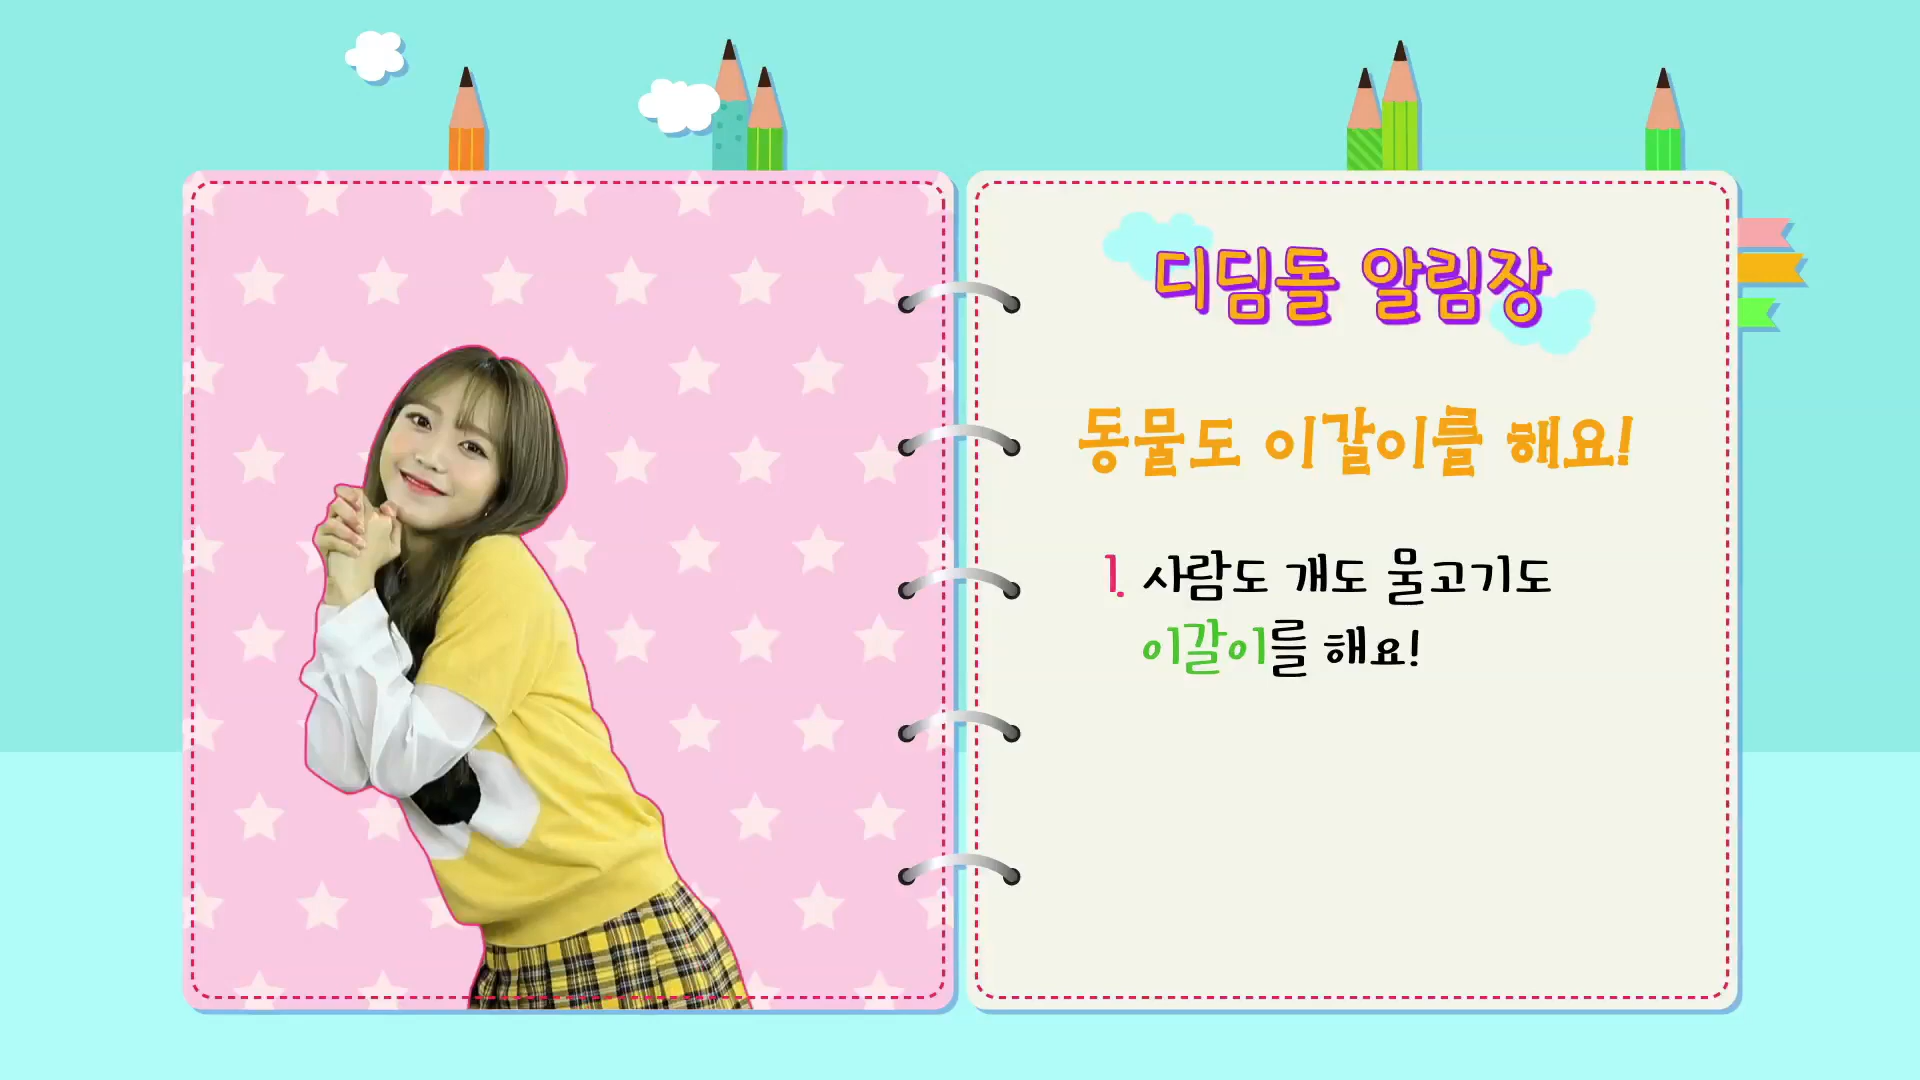 디딤돌 알림장
동물도 이갈이를 해요!
1. 사람도 개도 물고기도
이갈이를 해요!